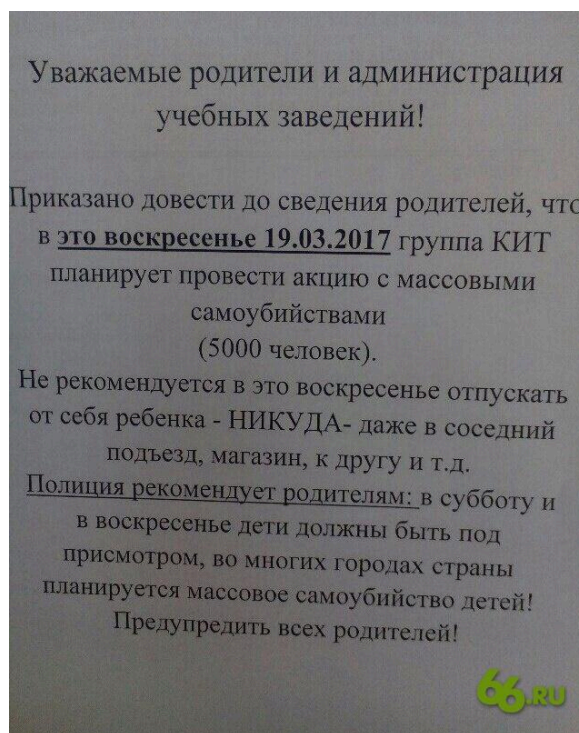 Уважаемые родители и администрация
учебных заведений!
Приказано довести до сведения родителей, что
в это воскресенье 19.03.2017 группа КИТ
планирует провести акцию с массовыми
самоубийствами
(5000 человек).
Не рекомендуется в это воскресенье отпускать
от себя ребенка - НИКУДА- даже в соседний
подъезд, магазин, к другу и т.д.
Полиция рекомендует родителям: в субботу и
в воскресенье дети должны быть под
присмотром, во многих городах страны
планируется массовое самоубийство детей!
Предупредить всех родителей!
66.RU